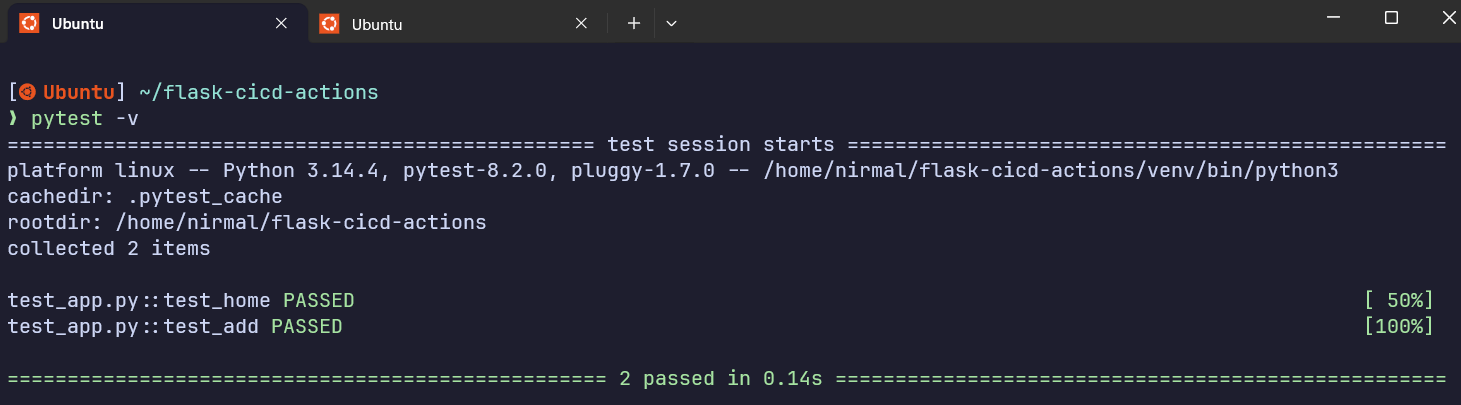 Ubuntu
Ubuntu
[ Ubuntu] ~/flask-cicd-actions
❱ pytest -v
================================================= test session starts ==================================================
platform linux -- Python 3.14.4, pytest-8.2.0, pluggy-1.7.0 -- /home/nirmal/flask-cicd-actions/venv/bin/python3
cachedir: .pytest_cache
rootdir: /home/nirmal/flask-cicd-actions
collected 2 items
test_app.py::test_home PASSED [ 50%]
test_app.py::test_add PASSED [100%]
================================================== 2 passed in 0.14s ===================================================